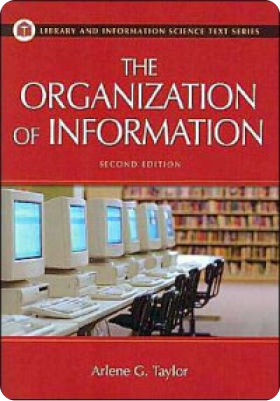 LIBRARY AND INFORMATION SCIENCE TEXT SERIES
THE
ORGANIZATION
OF INFORMATION
SECOND EDITION
Arlene G. Taylor